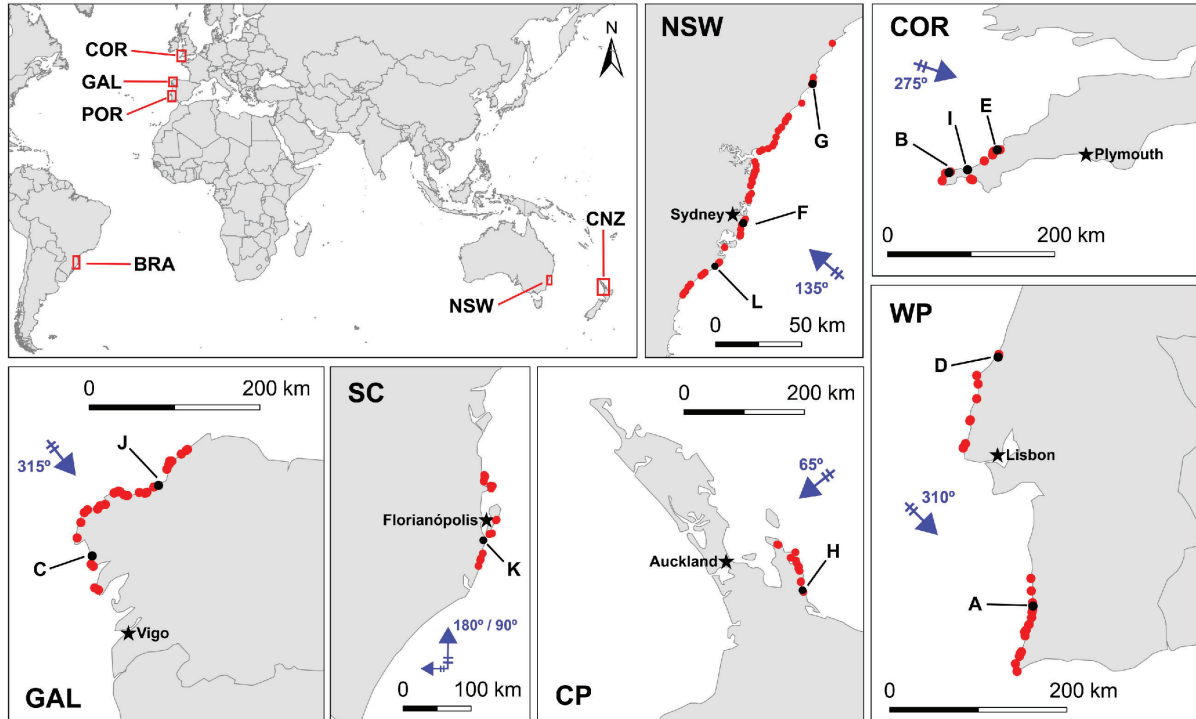 N
COR
GAL
POR
BRA
NSW
CNZ
NSW
G
Sydney
F
135º
L
0 50 km
COR
275º
B
I
E
Plymouth
0 200 km
0 200 km
J
315º
C
Vigo
GAL
SC
Florianópolis
K
180º / 90º
0 100 km
0 200 km
65º
Auckland
H
CP
WP
D
Lisbon
310º
A
0 200 km